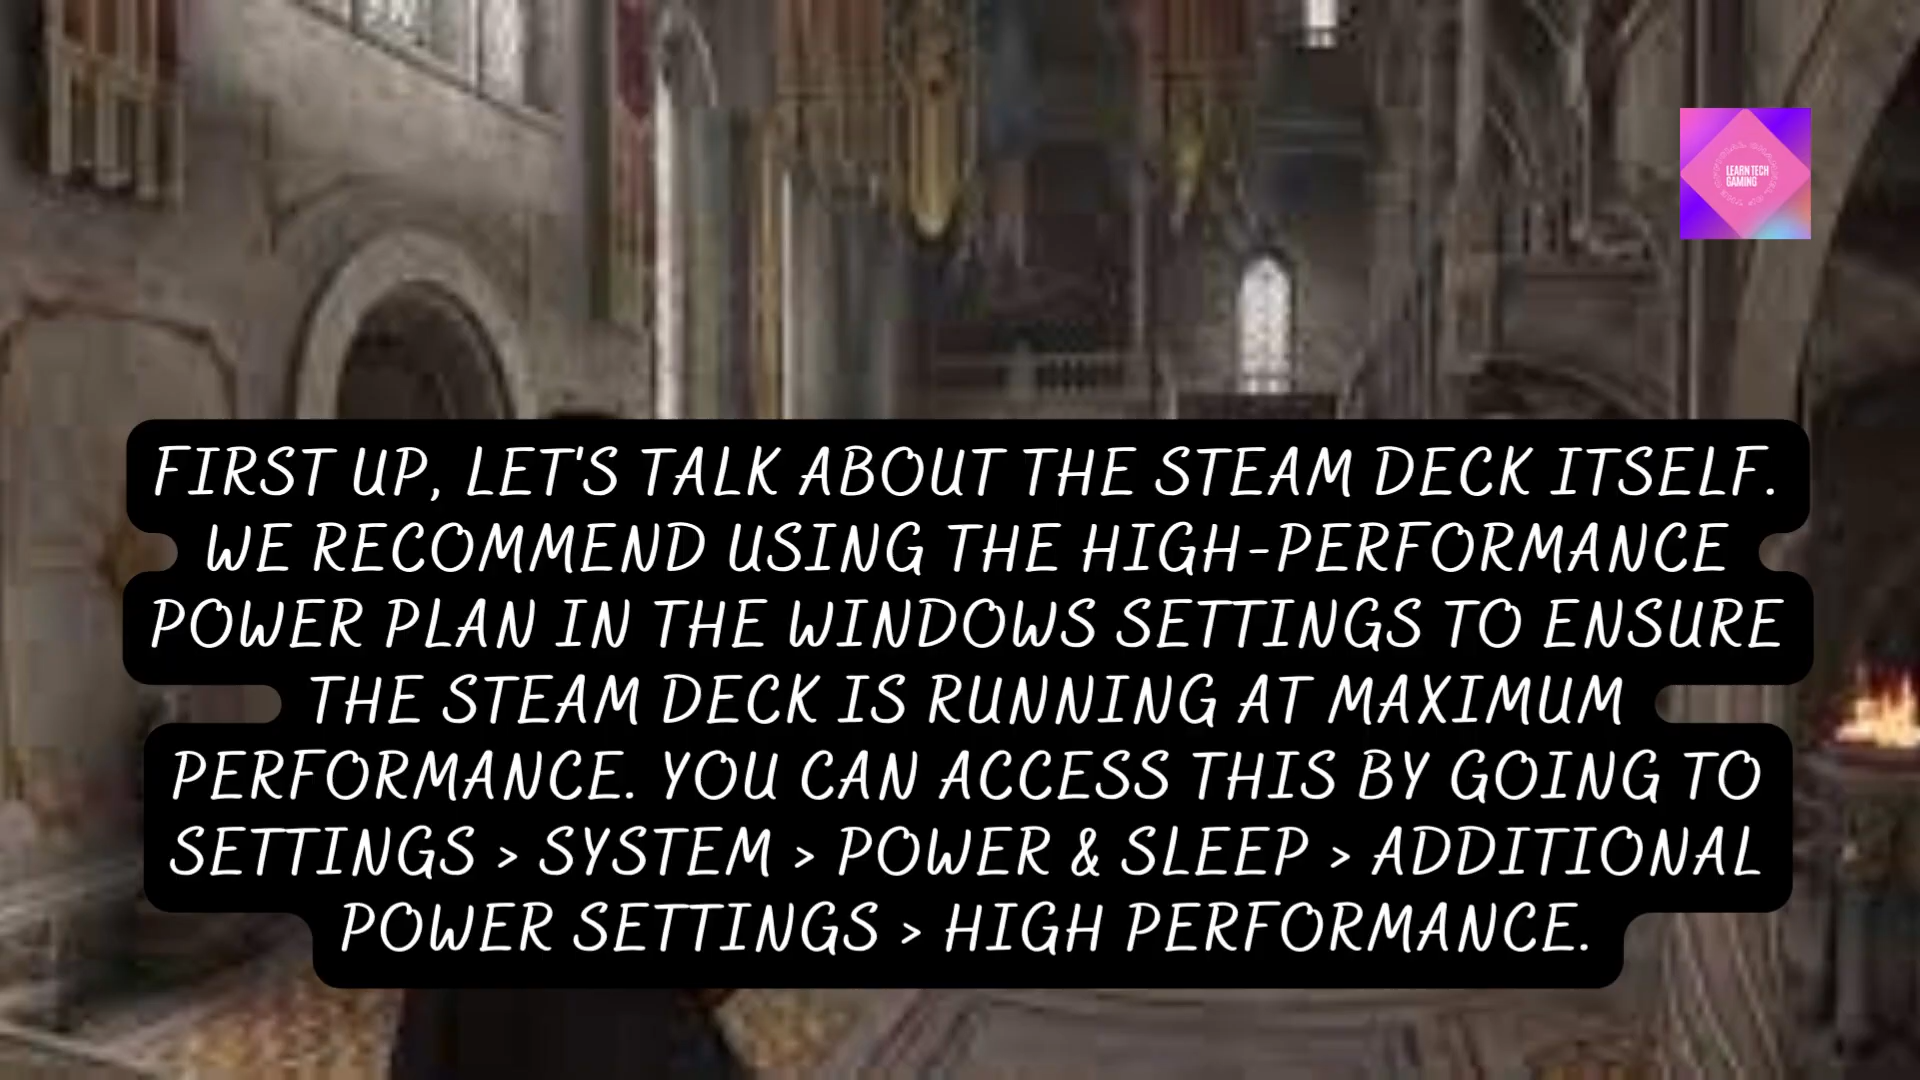 LEARN TECH
GAMING
FIRST UP, LET'S TALK ABOUT THE STEAM DECK ITSELF.
WE RECOMMEND USING THE HIGH-PERFORMANCE
POWER PLAN IN THE WINDOWS SETTINGS TO ENSURE
THE STEAM DECK IS RUNNING AT MAXIMUM
PERFORMANCE. YOU CAN ACCESS THIS BY GOING TO
SETTINGS > SYSTEM > POWER & SLEEP > ADDITIONAL
POWER SETTINGS > HIGH PERFORMANCE.